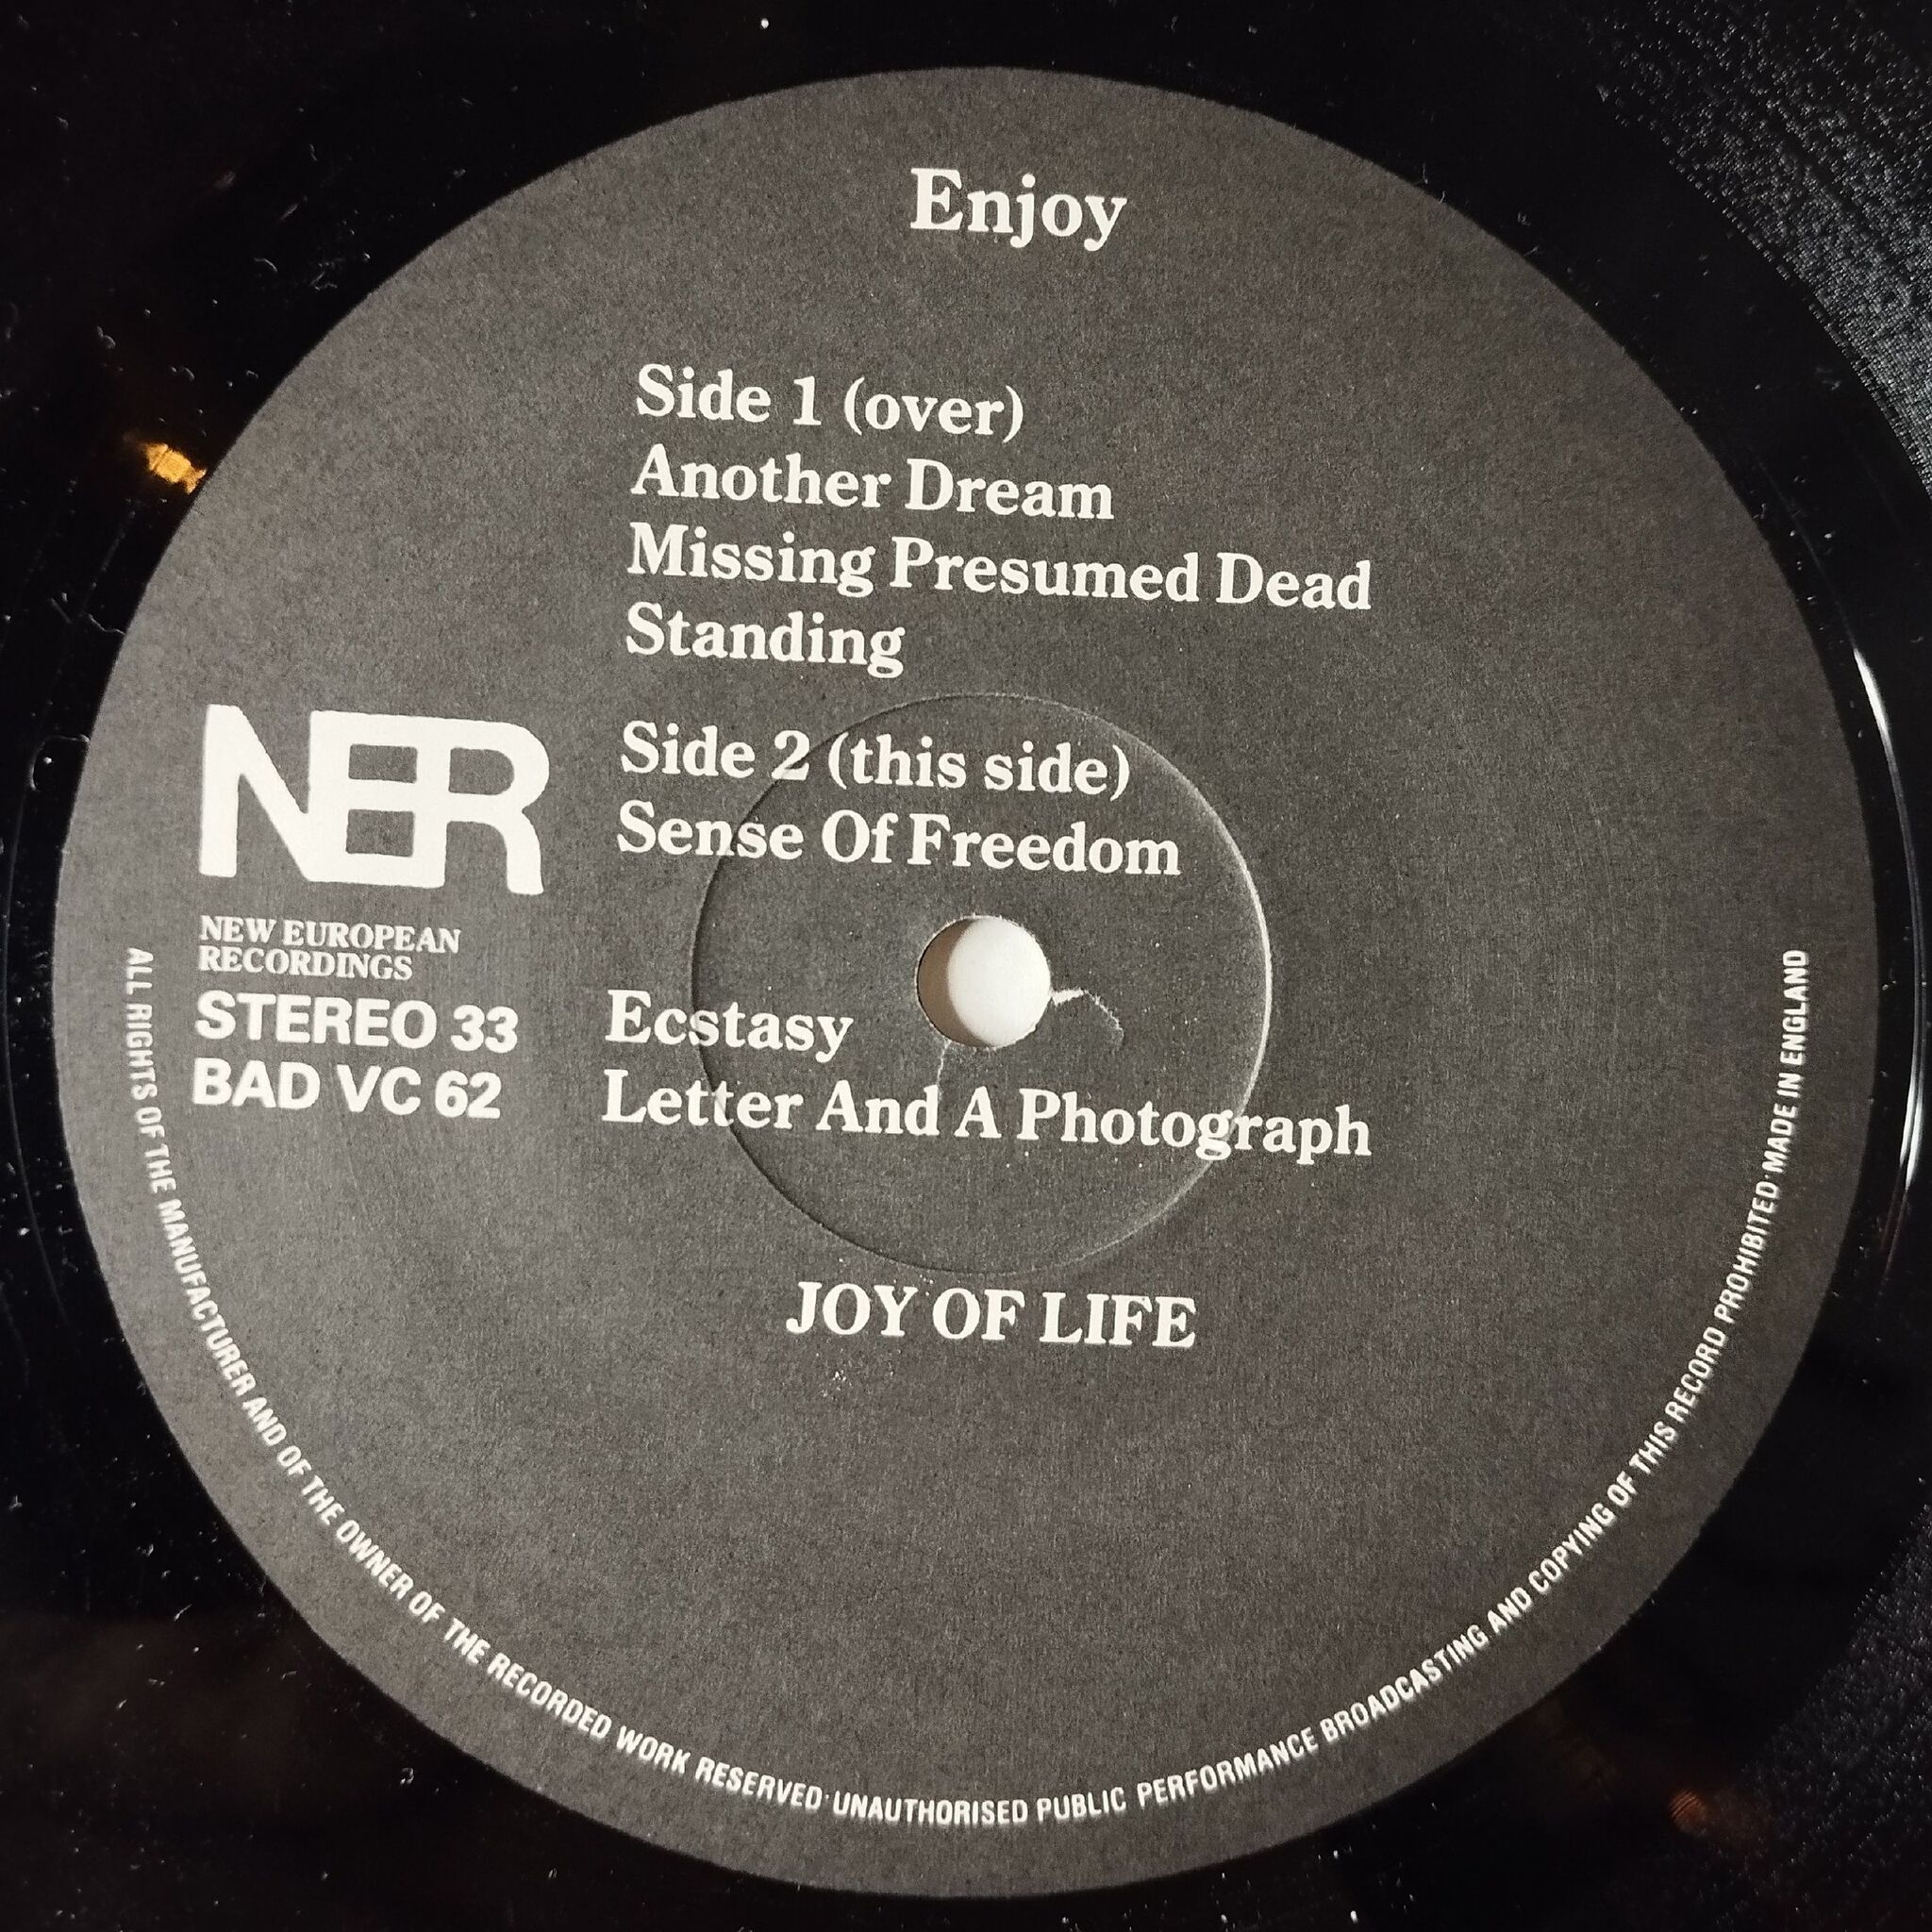 Enjoy
Side 1 (over)
Another Dream
Missing Presumed Dead
Standing
Side 2 (this side)
Sense Of Freedom
Ecstasy
Letter And A Photograph
NER
NEW EUROPEAN
RECORDINGS
STEREO 33
BAD VC 62
JOY OF LIFE
ALL RIGHTS OF THE MANUFACTURER AND OF THE OWNER OF THE RECORDED WORK RESERVED·UNAUTHORISED PUBLIC PERFORMANCE BROADCASTING AND COPYING OF THIS RECORD PROHIBITED·MADE IN ENGLAND